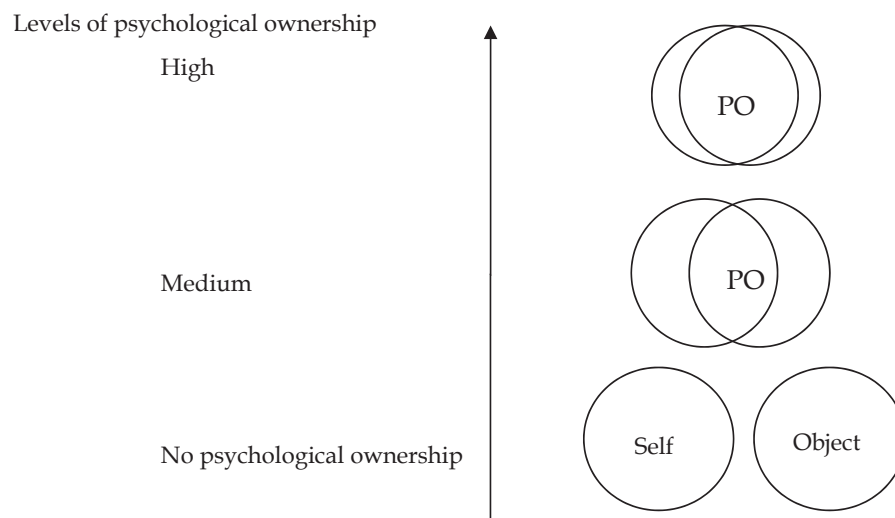 Levels of psychological ownership
High
PO
Medium
PO
No psychological ownership
Self
Object